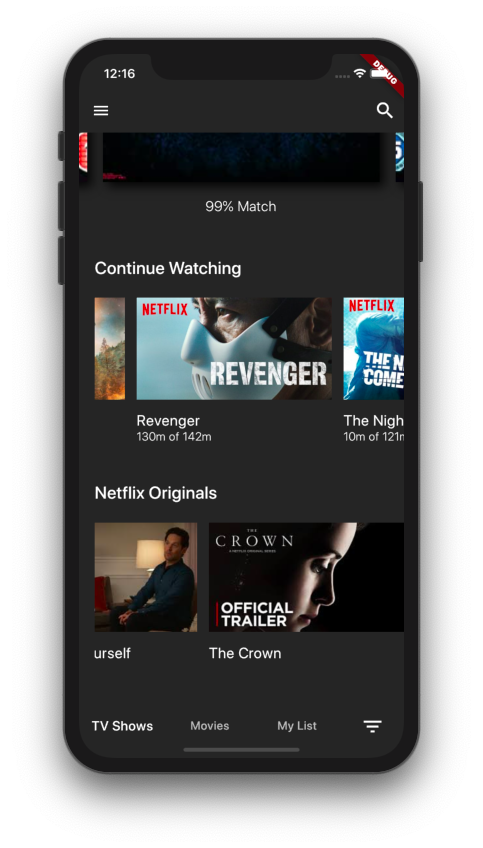 12:16
DEBUG
99% Match
Continue Watching
NETFLIX
REVENGER
NETFLIX
THE N
COME
Revenger
130m of 142m
The Nigh
10m of 121m
Netflix Originals
THE
CROWN
A NETFLIX ORIGINAL SERIES
OFFICIAL
TRAILER
urself
The Crown
TV Shows
Movies
My List